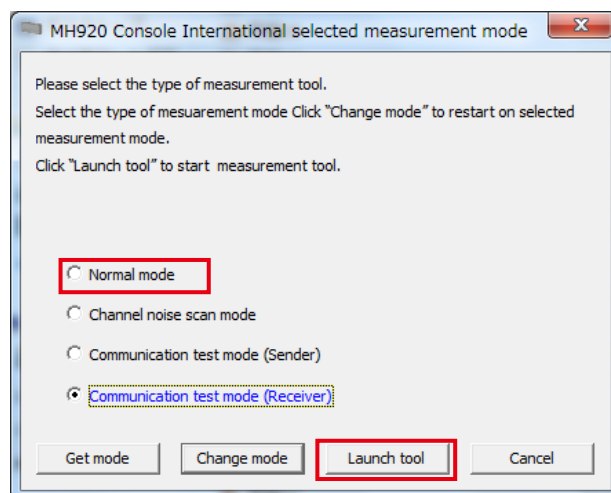 MH920 Console International selected measurement mode
Please select the type of measurement tool.
Select the type of mesuarement mode Click “Change mode” to restart on selected
measurement mode.
Click “Launch tool” to start measurement tool.
Normal mode
Channel noise scan mode
Communication test mode (Sender)
Communication test mode (Receiver)
Get mode Change mode Launch tool Cancel